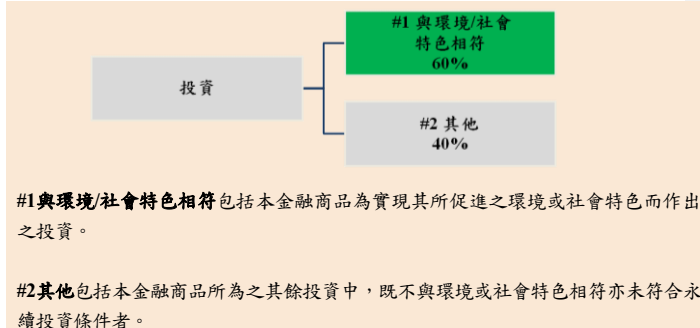 投資
#1 與環境/社會
特色相符
60%
#2 其他
40%
#1與環境/社會特色相符包括本金融商品為實現其所促進之環境或社會特色而作出
之投資。
#2其他包括本金融商品所為之其餘投資中，既不與環境或社會特色相符亦未符合永
續投資條件者。